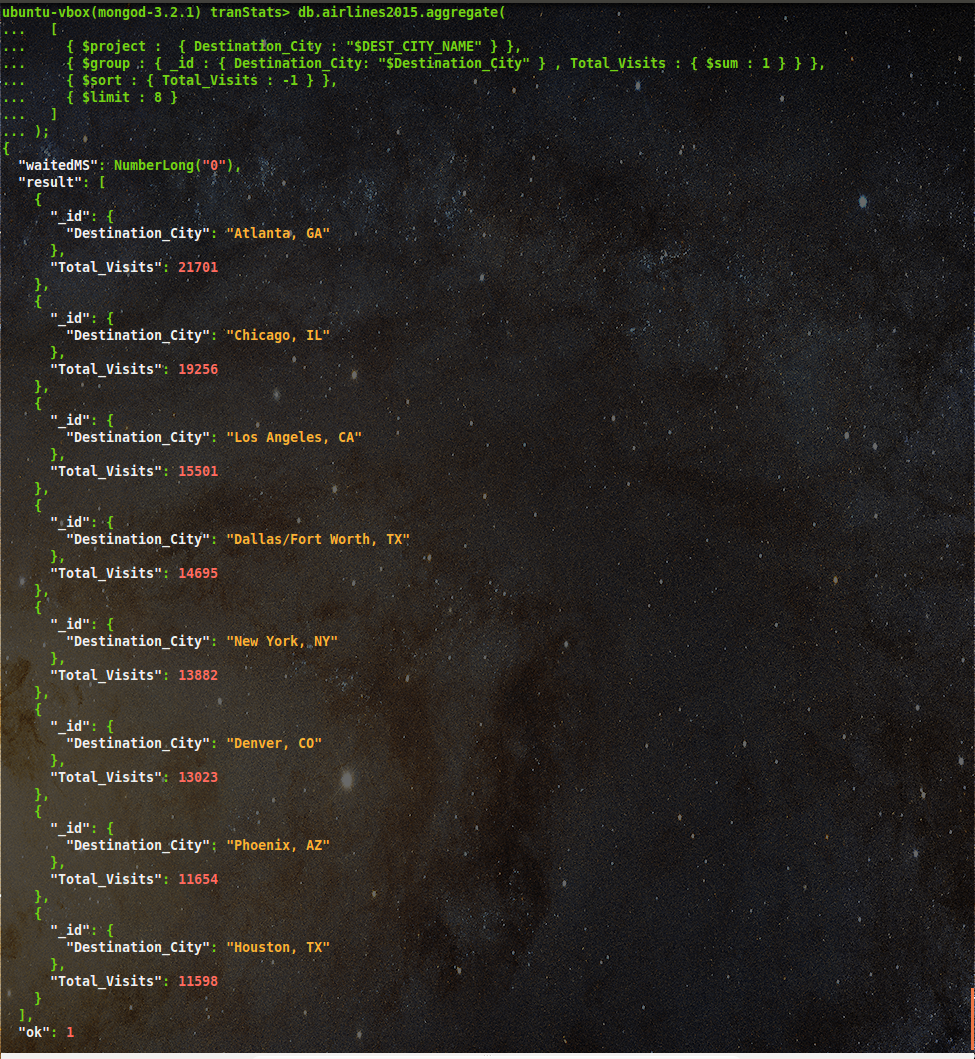 ubuntu-vbox(mongod-3.2.1) tranStats> db.airlines2015.aggregate(
...    [
...      { $project :  { Destination_City : "$DEST_CITY_NAME" } },
...      { $group : { _id : { Destination_City: "$Destination_City" } , Total_Visits : { $sum : 1 } } },
...      { $sort : { Total_Visits : -1 } },
...      { $limit : 8 }
...    ]
... );
{
  "waitedMS": NumberLong("0"),
  "result": [
    {
      "_id": {
        "Destination_City": "Atlanta, GA"
      },
      "Total_Visits": 21701
    },
    {
      "_id": {
        "Destination_City": "Chicago, IL"
      },
      "Total_Visits": 19256
    },
    {
      "_id": {
        "Destination_City": "Los Angeles, CA"
      },
      "Total_Visits": 15501
    },
    {
      "_id": {
        "Destination_City": "Dallas/Fort Worth, TX"
      },
      "Total_Visits": 14695
    },
    {
      "_id": {
        "Destination_City": "New York, NY"
      },
      "Total_Visits": 13882
    },
    {
      "_id": {
        "Destination_City": "Denver, CO"
      },
      "Total_Visits": 13023
    },
    {
      "_id": {
        "Destination_City": "Phoenix, AZ"
      },
      "Total_Visits": 11654
    },
    {
      "_id": {
        "Destination_City": "Houston, TX"
      },
      "Total_Visits": 11598
    }
  ],
  "ok": 1